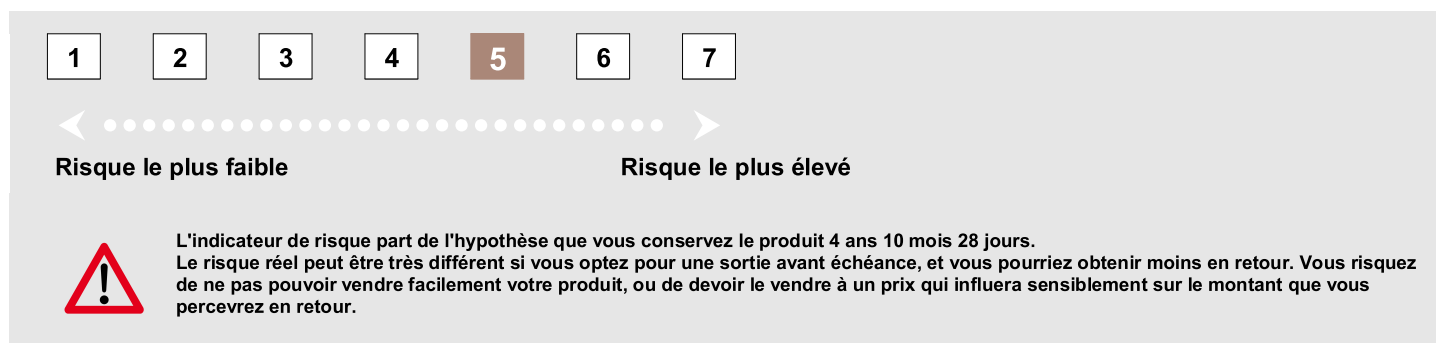 1 2 3 4 5 6 7
Risque le plus faible Risque le plus élevé
L'indicateur de risque part de l'hypothèse que vous conservez le produit 4 ans 10 mois 28 jours.
Le risque réel peut être très différent si vous optez pour une sortie avant échéance, et vous pourriez obtenir moins en retour. Vous risquez
de ne pas pouvoir vendre facilement votre produit, ou de devoir le vendre à un prix qui influera sensiblement sur le montant que vous
percevrez en retour.